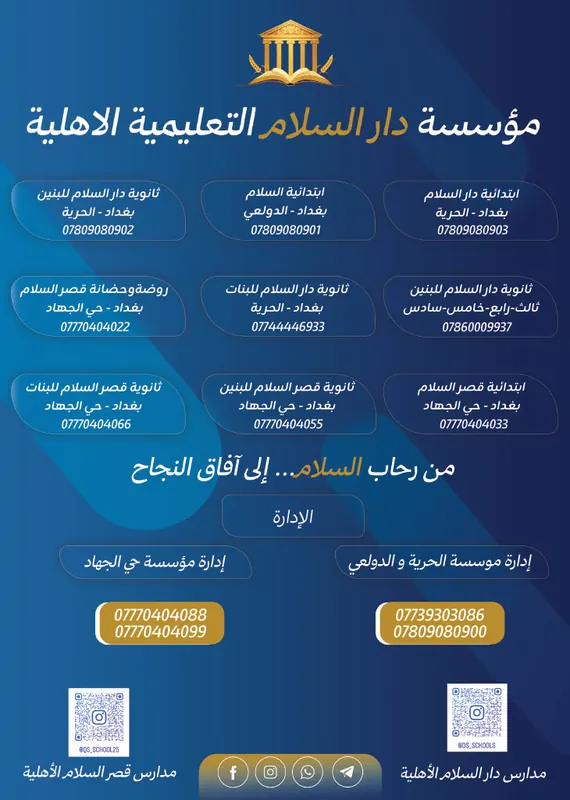 مؤسسة دار السلام التعليمية الاهلية
ابتدائية دار السلام
بغداد - الحرية
07809080903
ابتدائية السلام
بغداد - الدولعي
07809080901
ثانوية دار السلام للبنين
بغداد - الحرية
07809080902
ثانوية دار السلام للبنين
ثالث-رابع-خامس-سادس
07860009937
ثانوية دار السلام للبنات
بغداد - الحرية
07744446933
روضةوحضانة قصر السلام
بغداد - حي الجهاد
07770404022
ابتدائية قصر السلام
بغداد - حي الجهاد
07770404033
ثانوية قصر السلام للبنين
بغداد - حي الجهاد
07770404055
ثانوية قصر السلام للبنات
بغداد - حي الجهاد
07770404066
من رحاب السلام... إلى آفاق النجاح
الإدارة
إدارة موسسة الحرية و الدولعي
07739303086
07809080900
إدارة مؤسسة حي الجهاد
07770404088
07770404099
@DS_SCHOOLS
مدارس دار السلام الأهلية
@QS_SCHOOL25
مدارس قصر السلام الأهلية